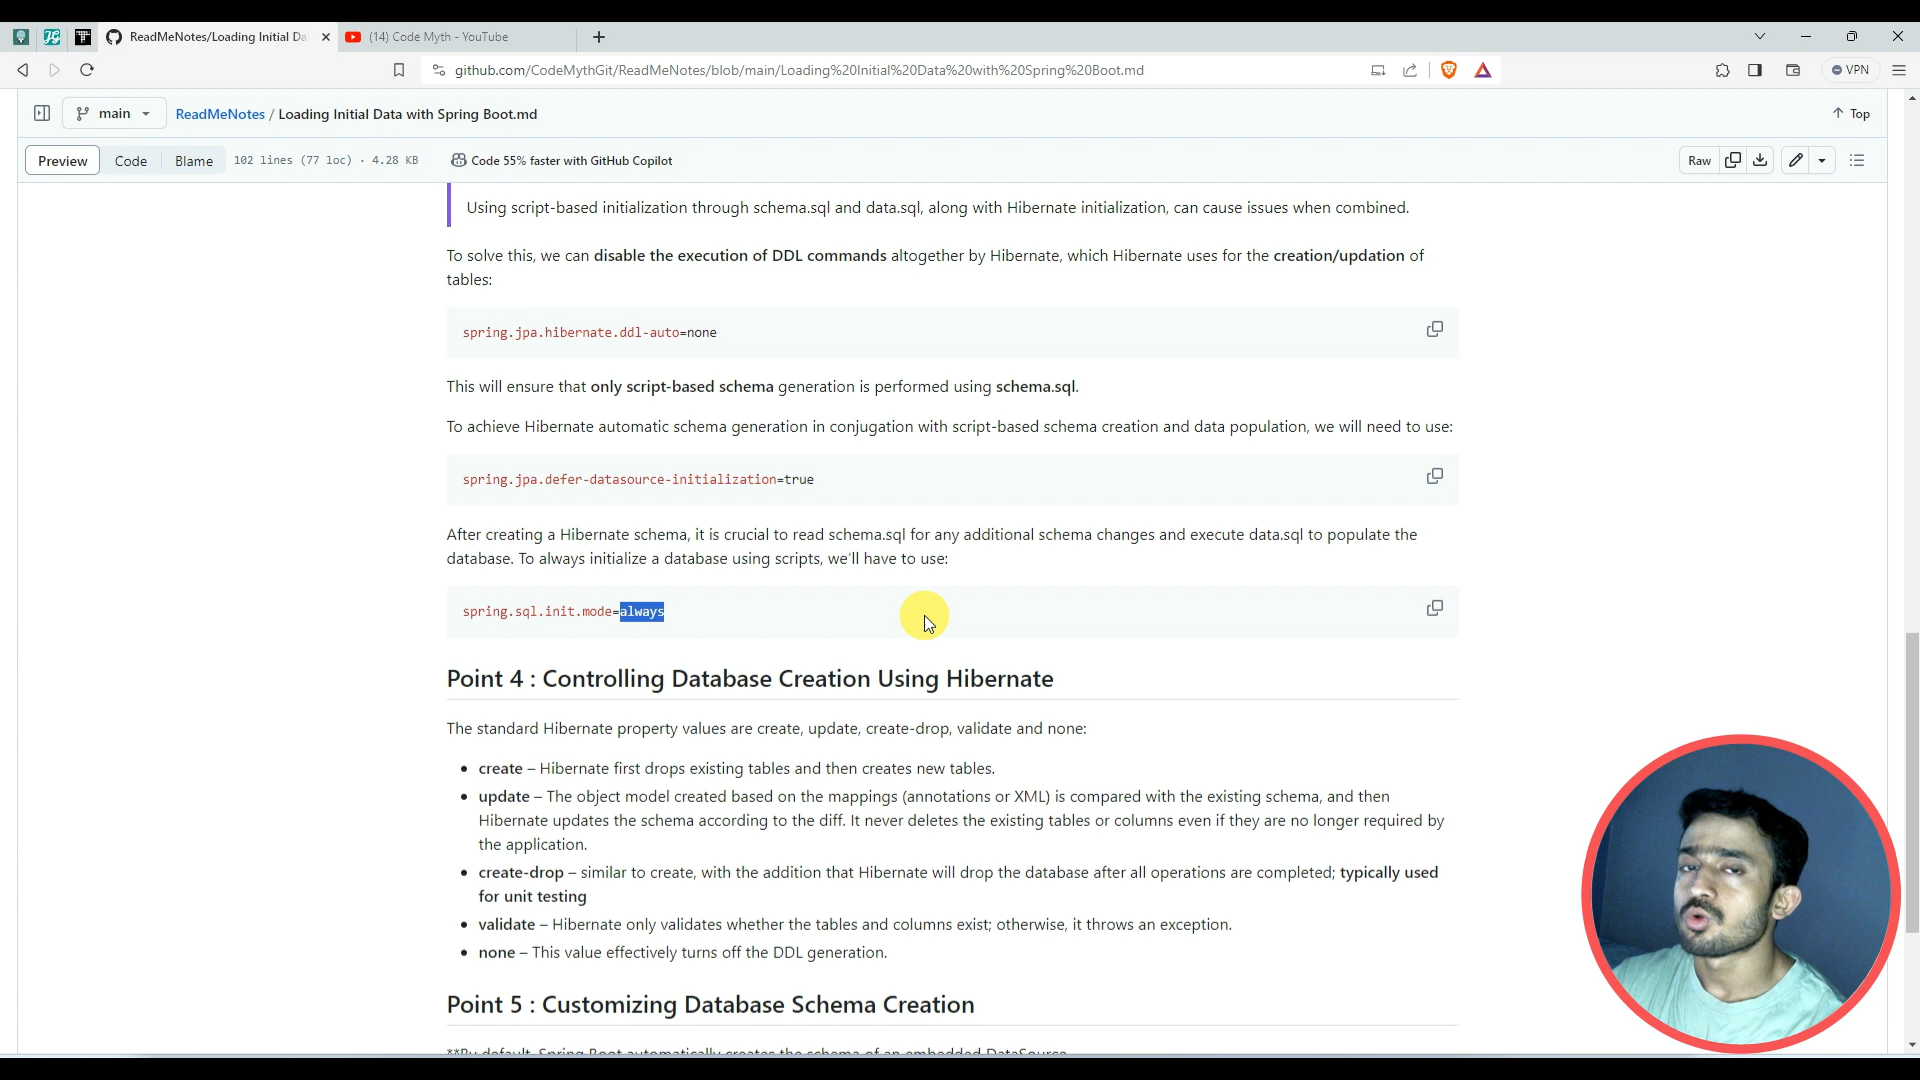 ReadMeNotes/Loading Initial Da
(14) Code Myth - YouTube
github.com/CodeMythGit/ReadMeNotes/blob/main/Loading%20Initial%20Data%20with%20Spring%20Boot.md
VPN
main
ReadMeNotes / Loading Initial Data with Spring Boot.md
Top
Preview Code Blame 102 lines (77 loc) · 4.28 KB Code 55% faster with GitHub Copilot Raw
Using script-based initialization through schema.sql and data.sql, along with Hibernate initialization, can cause issues when combined.
To solve this, we can disable the execution of DDL commands altogether by Hibernate, which Hibernate uses for the creation/updation of
tables:
spring.jpa.hibernate.ddl-auto=none
This will ensure that only script-based schema generation is performed using schema.sql.
To achieve Hibernate automatic schema generation in conjugation with script-based schema creation and data population, we will need to use:
spring.jpa.defer-datasource-initialization=true
After creating a Hibernate schema, it is crucial to read schema.sql for any additional schema changes and execute data.sql to populate the
database. To always initialize a database using scripts, we'll have to use:
spring.sql.init.mode=always
Point 4 : Controlling Database Creation Using Hibernate
The standard Hibernate property values are create, update, create-drop, validate and none:
• create – Hibernate first drops existing tables and then creates new tables.
• update – The object model created based on the mappings (annotations or XML) is compared with the existing schema, and then
Hibernate updates the schema according to the diff. It never deletes the existing tables or columns even if they are no longer required by
the application.
• create-drop – similar to create, with the addition that Hibernate will drop the database after all operations are completed; typically used
for unit testing
• validate – Hibernate only validates whether the tables and columns exist; otherwise, it throws an exception.
• none – This value effectively turns off the DDL generation.
Point 5 : Customizing Database Schema Creation
**By default, Spring Boot automatically creates the schema of an embedded DataSource